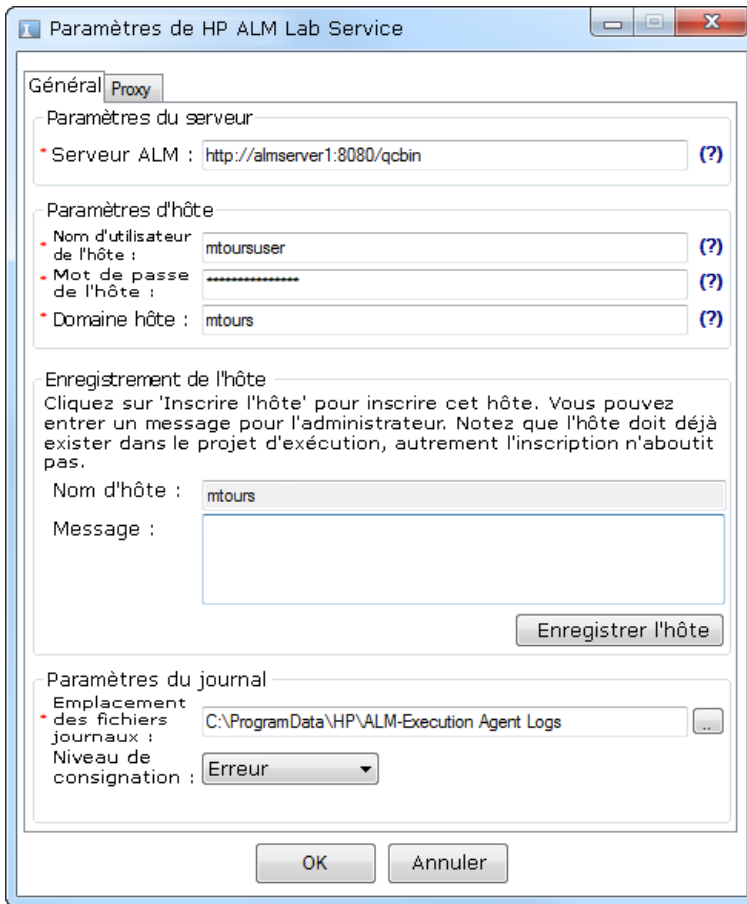 Paramètres de HP ALM Lab Service
Général
Proxy
Paramètres du serveur
* Serveur ALM : http://almserver1:8080/qcbin (?)
Paramètres d'hôte
* Nom d'utilisateur
de l'hôte : mtoursuser (?)
* Mot de passe
de l'hôte : *************** (?)
* Domaine hôte : mtours (?)
Enregistrement de l'hôte
Cliquez sur 'Inscrire l'hôte' pour inscrire cet hôte. Vous pouvez
entrer un message pour l'administrateur. Notez que l'hôte doit déjà
exister dans le projet d'exécution, autrement l'inscription n'aboutit
pas.
Nom d'hôte : mtours
Message :
Enregistrer l'hôte
Paramètres du journal
Emplacement
* des fichiers
journaux : C:\ProgramData\HP\ALM-Execution Agent Logs ..
Niveau de
consignation : Erreur
OK
Annuler